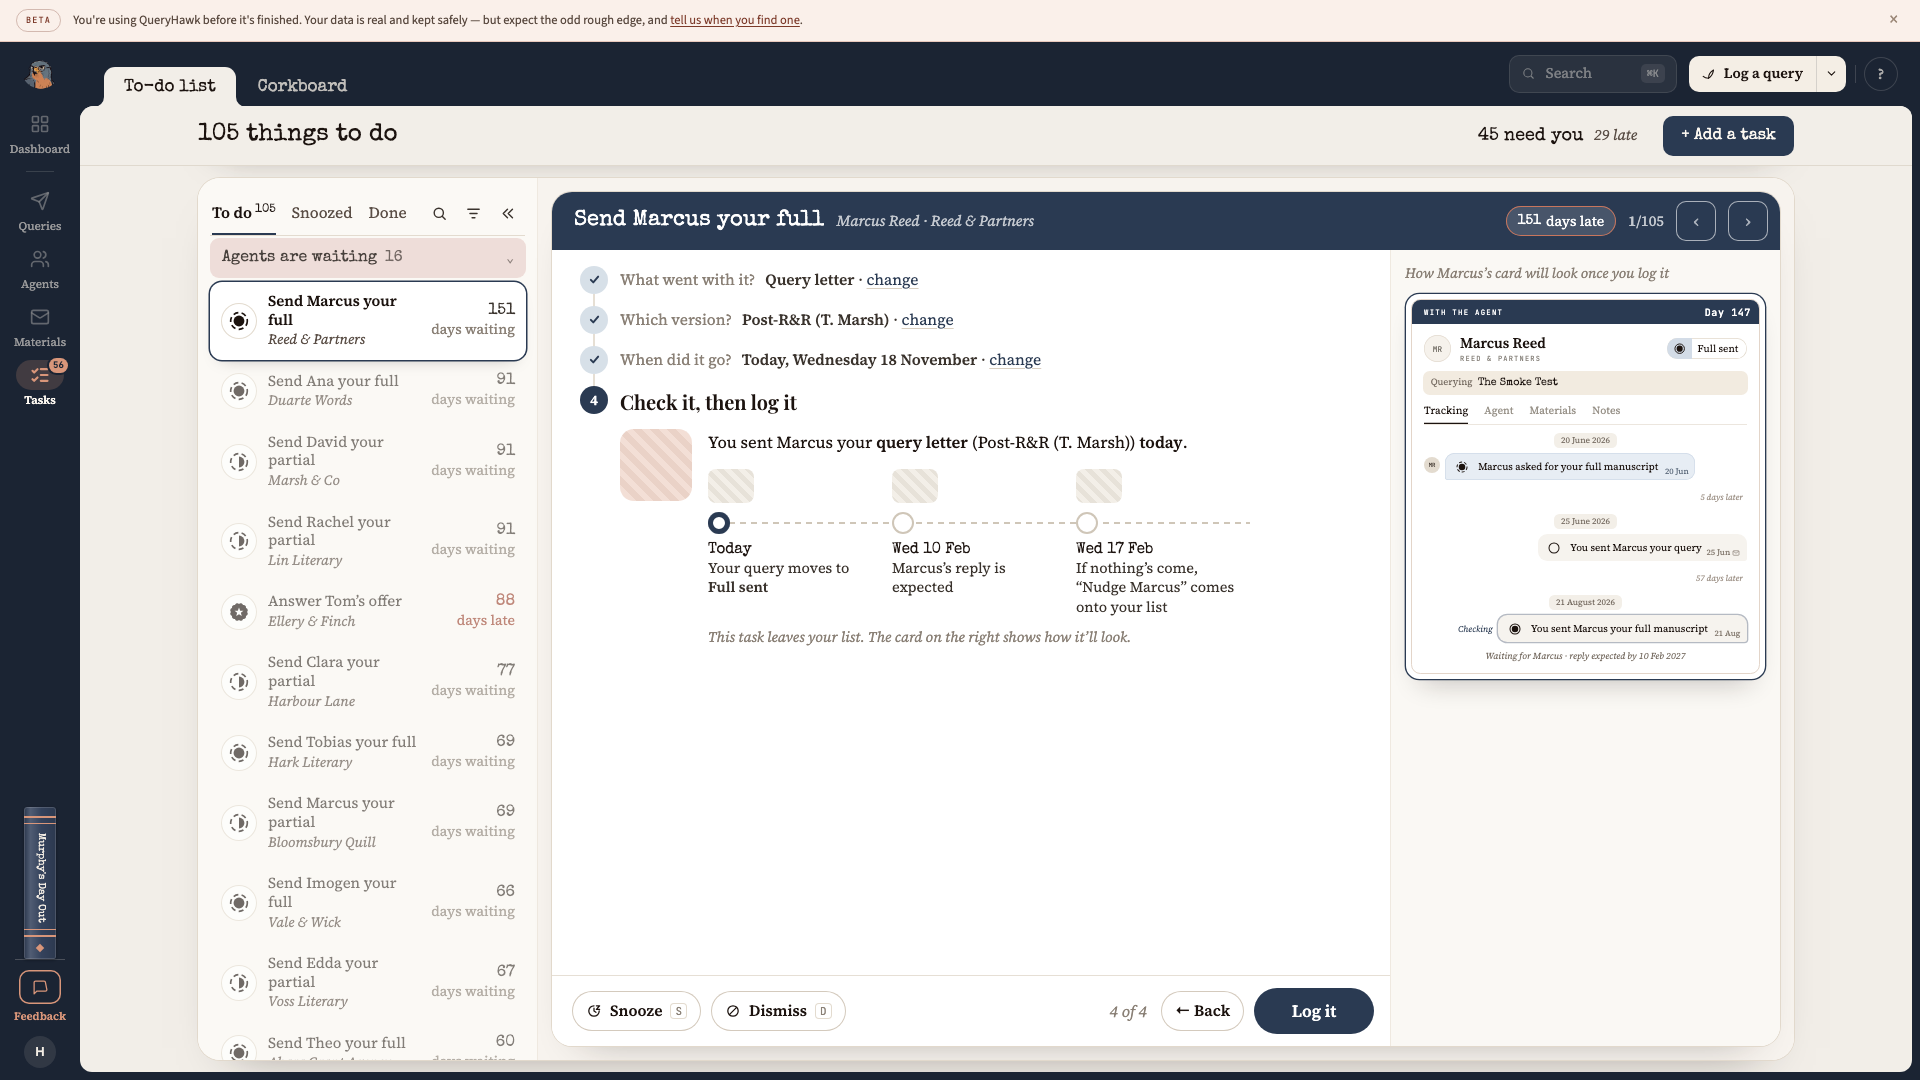 BETA
You're using QueryHawk before it's finished. Your data is real and kept safely — but expect the odd rough edge, and tell us when you find one.
×
To-do list
Corkboard
Search
⌘K
Log a query
?
Dashboard
Queries
Agents
Materials
56
Tasks
Murphy's Day Out
Feedback
H
105 things to do
45 need you 29 late
+ Add a task
To do 105
Snoozed
Done
Agents are waiting 16
Send Marcus your full
Reed & Partners
151
days waiting
Send Ana your full
Duarte Words
91
days waiting
Send David your partial
Marsh & Co
91
days waiting
Send Rachel your partial
Lin Literary
91
days waiting
Answer Tom's offer
Ellery & Finch
88
days late
Send Clara your partial
Harbour Lane
77
days waiting
Send Tobias your full
Hark Literary
69
days waiting
Send Marcus your partial
Bloomsbury Quill
69
days waiting
Send Imogen your full
Vale & Wick
66
days waiting
Send Edda your partial
Voss Literary
67
days waiting
Send Theo your full
60
Send Marcus your full Marcus Reed · Reed & Partners
151 days late
1/105
What went with it? Query letter · change
Which version? Post-R&R (T. Marsh) · change
When did it go? Today, Wednesday 18 November · change
4
Check it, then log it
You sent Marcus your query letter (Post-R&R (T. Marsh)) today.
Today
Your query moves to
Full sent
Wed 10 Feb
Marcus's reply is
expected
Wed 17 Feb
If nothing's come,
“Nudge Marcus” comes
onto your list
This task leaves your list. The card on the right shows how it'll look.
Snooze S
Dismiss D
4 of 4
← Back
Log it
How Marcus's card will look once you log it
WITH THE AGENT
Day 147
MR
Marcus Reed
REED & PARTNERS
Full sent
Querying The Smoke Test
Tracking
Agent
Materials
Notes
20 June 2026
MR
Marcus asked for your full manuscript 20 Jun
5 days later
25 June 2026
You sent Marcus your query 25 Jun
57 days later
21 August 2026
Checking
You sent Marcus your full manuscript 21 Aug
Waiting for Marcus · reply expected by 10 Feb 2027